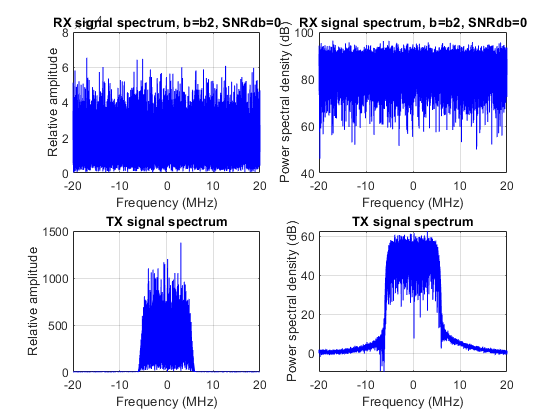 RX signal spectrum, b=b2, SNRdb=0
RX signal spectrum, b=b2, SNRdb=0
Relative amplitude
8
6
4
2
0
-20 -10 0 10 20
Frequency (MHz)
Power spectral density (dB)
100
80
60
40
-20 -10 0 10 20
Frequency (MHz)
TX signal spectrum
Relative amplitude
1500
1000
500
0
-20 -10 0 10 20
Frequency (MHz)
TX signal spectrum
Power spectral density (dB)
60
40
20
0
-20 -10 0 10 20
Frequency (MHz)